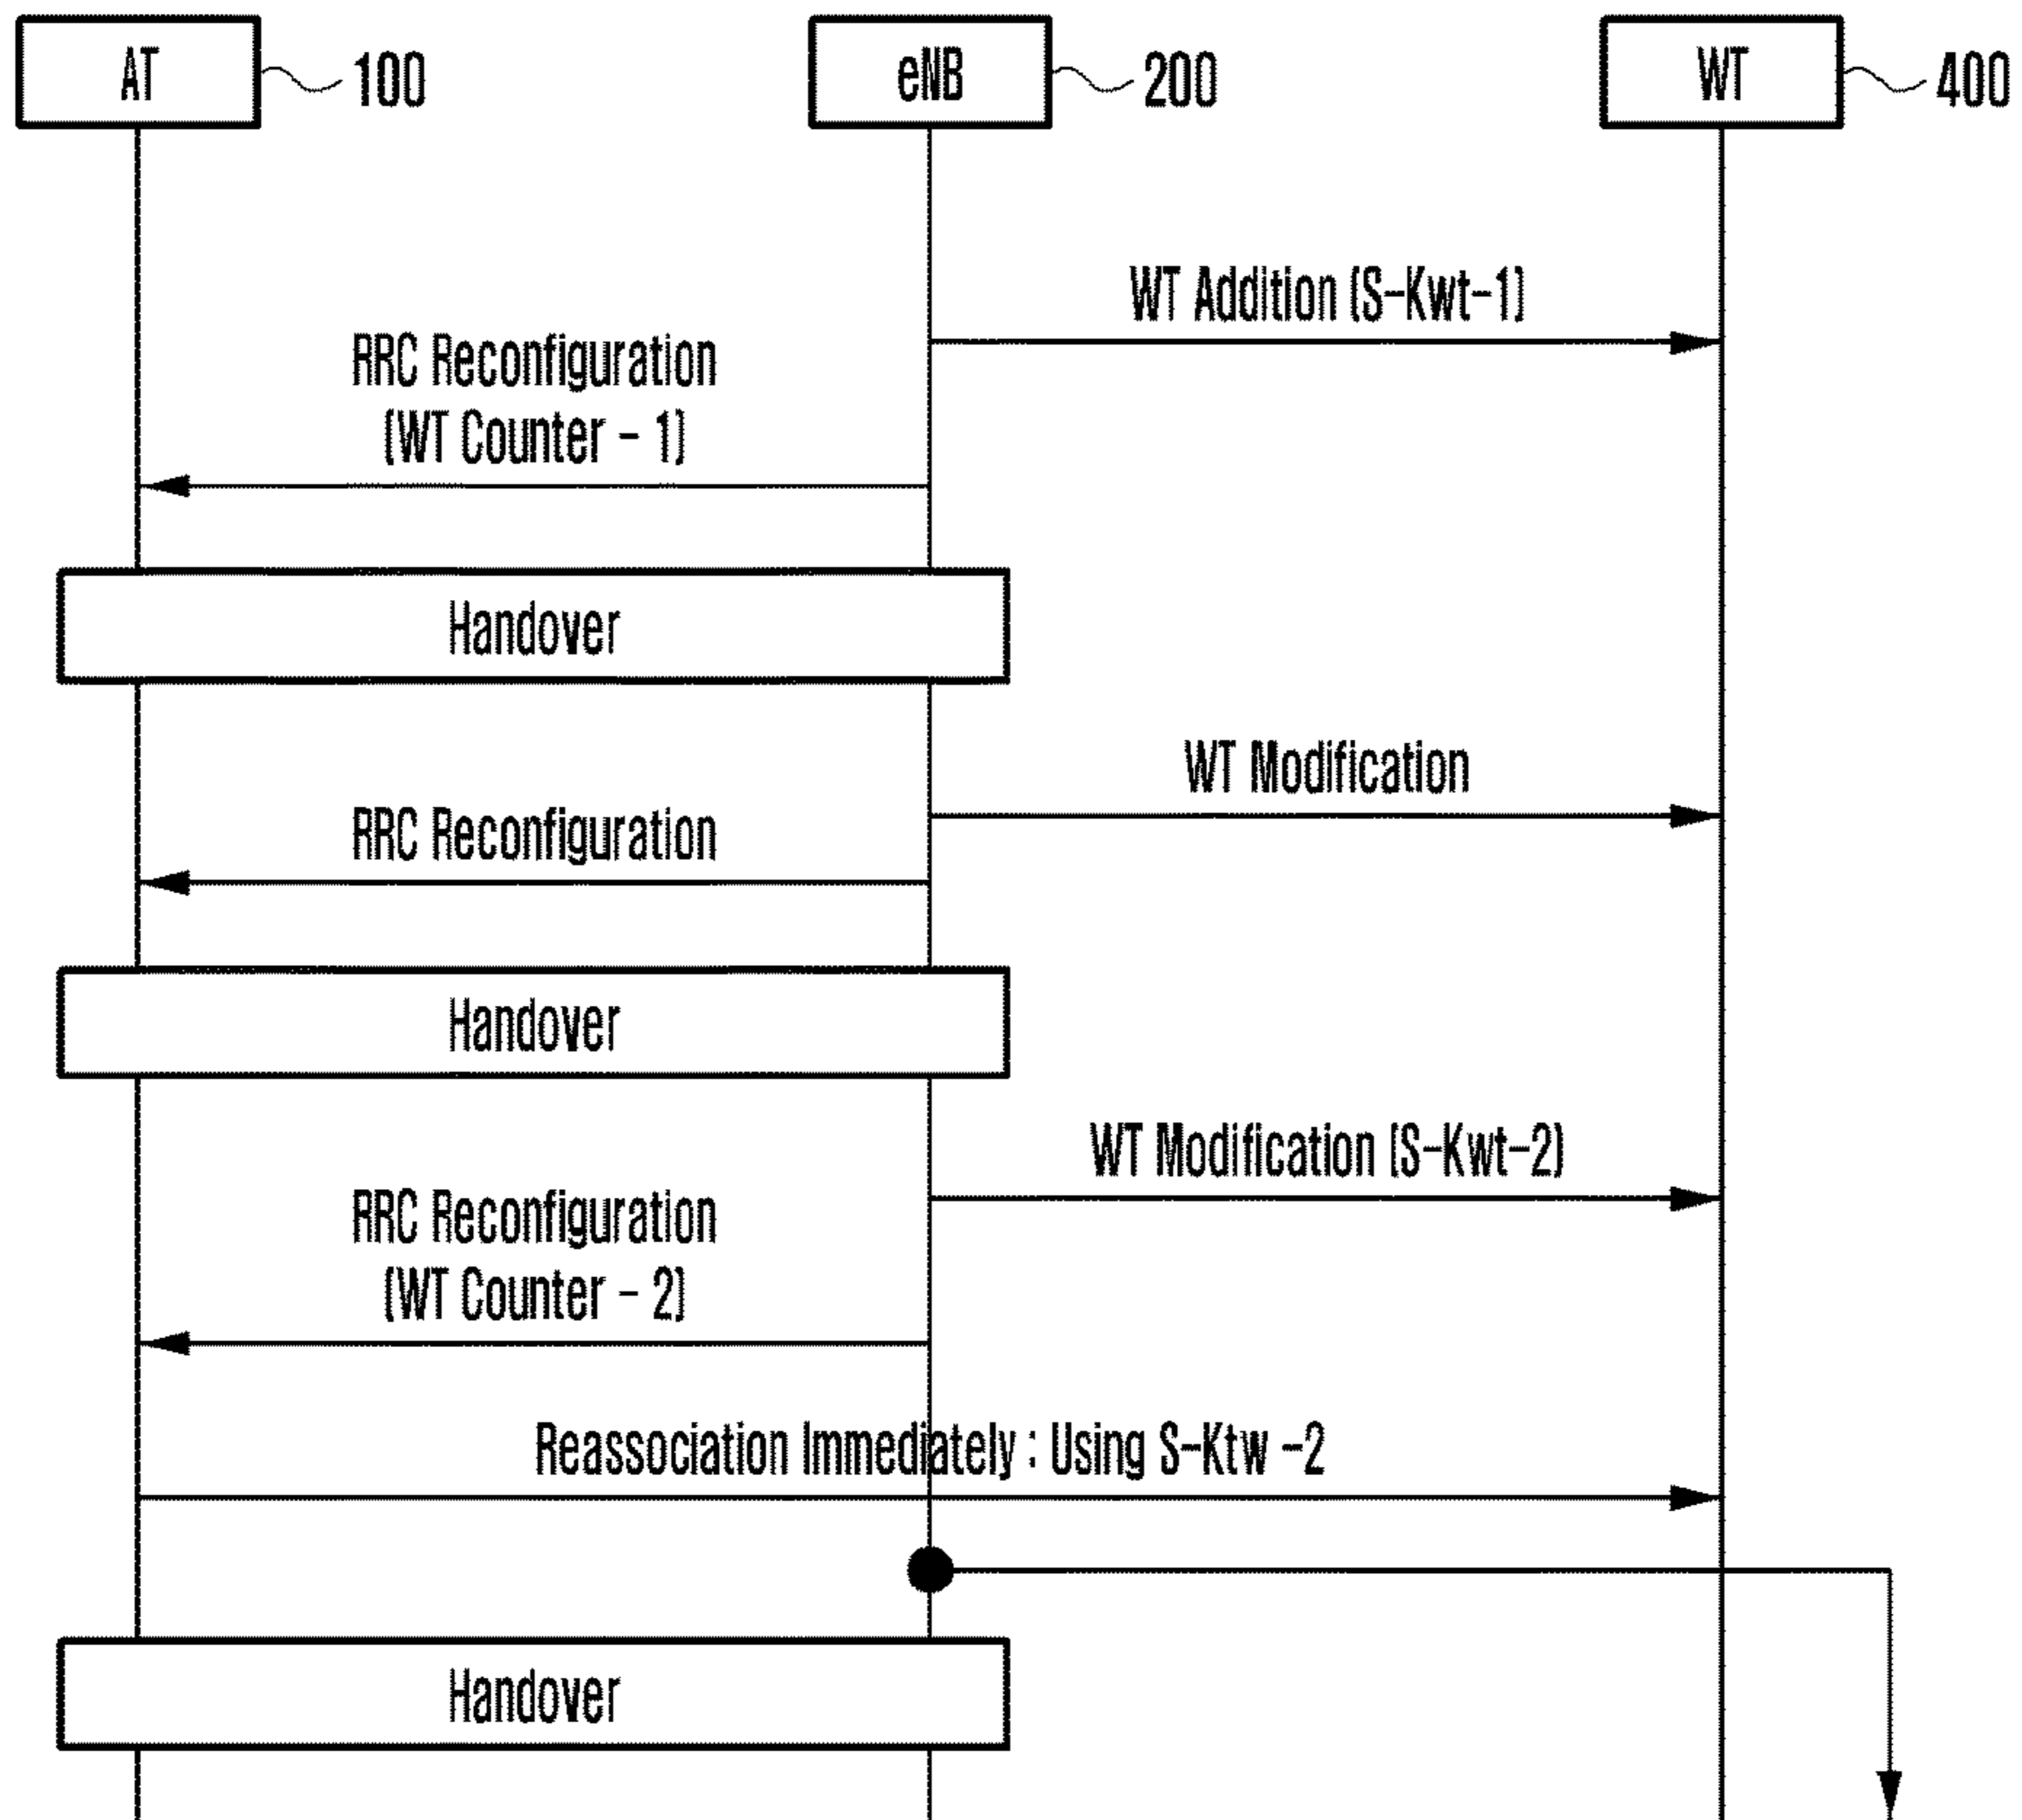 AT
100
eNB
200
WT
400
WT Addition (S-Kwt-1)
RRC Reconfiguration
(WT Counter - 1)
Handover
WT Modification
RRC Reconfiguration
Handover
WT Modification (S-Kwt-2)
RRC Reconfiguration
(WT Counter - 2)
Reassociation Immediately : Using S-Ktw -2
Handover